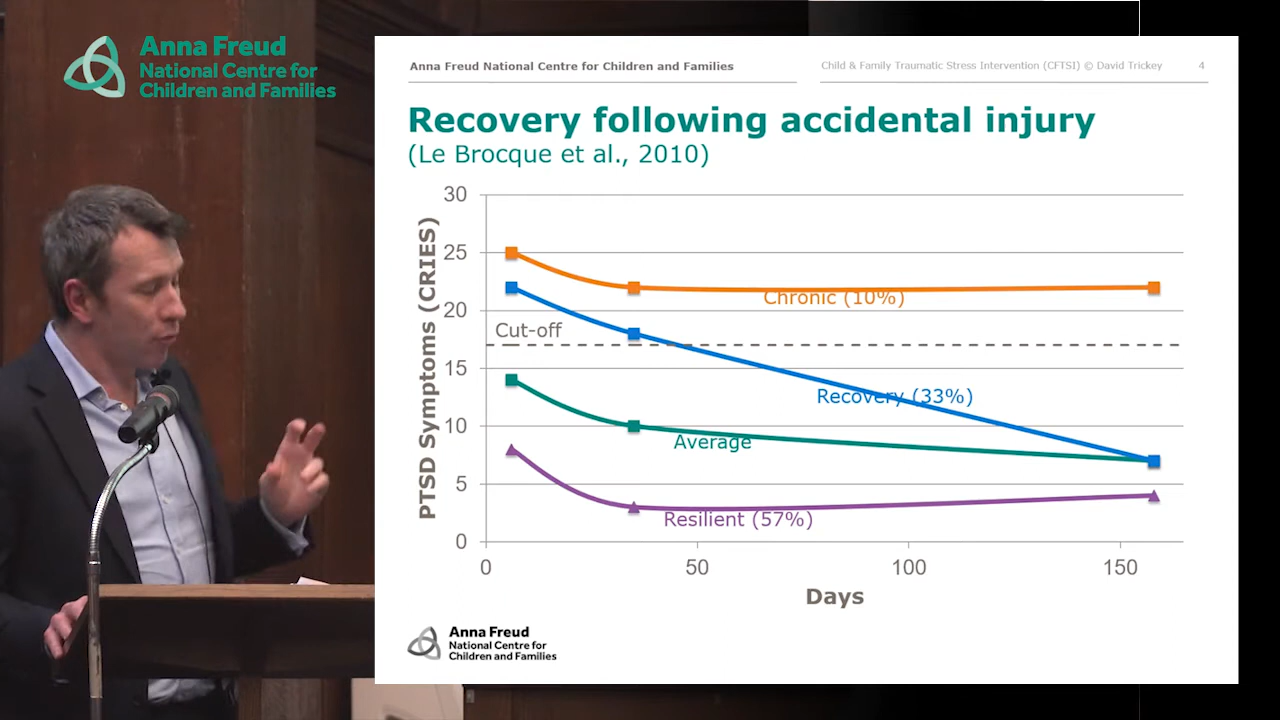 Anna Freud
National Centre for
Children and Families
Anna Freud National Centre for Children and Families
Child & Family Traumatic Stress Intervention (CFTSI) © David Trickey
4
Recovery following accidental injury
(Le Brocque et al., 2010)
PTSD Symptoms (CRIES)
30
25
20
15
10
5
0
Chronic (10%)
Cut-off
Recovery (33%)
Average
Resilient (57%)
0
50
100
150
Days
Anna Freud
National Centre for
Children and Families